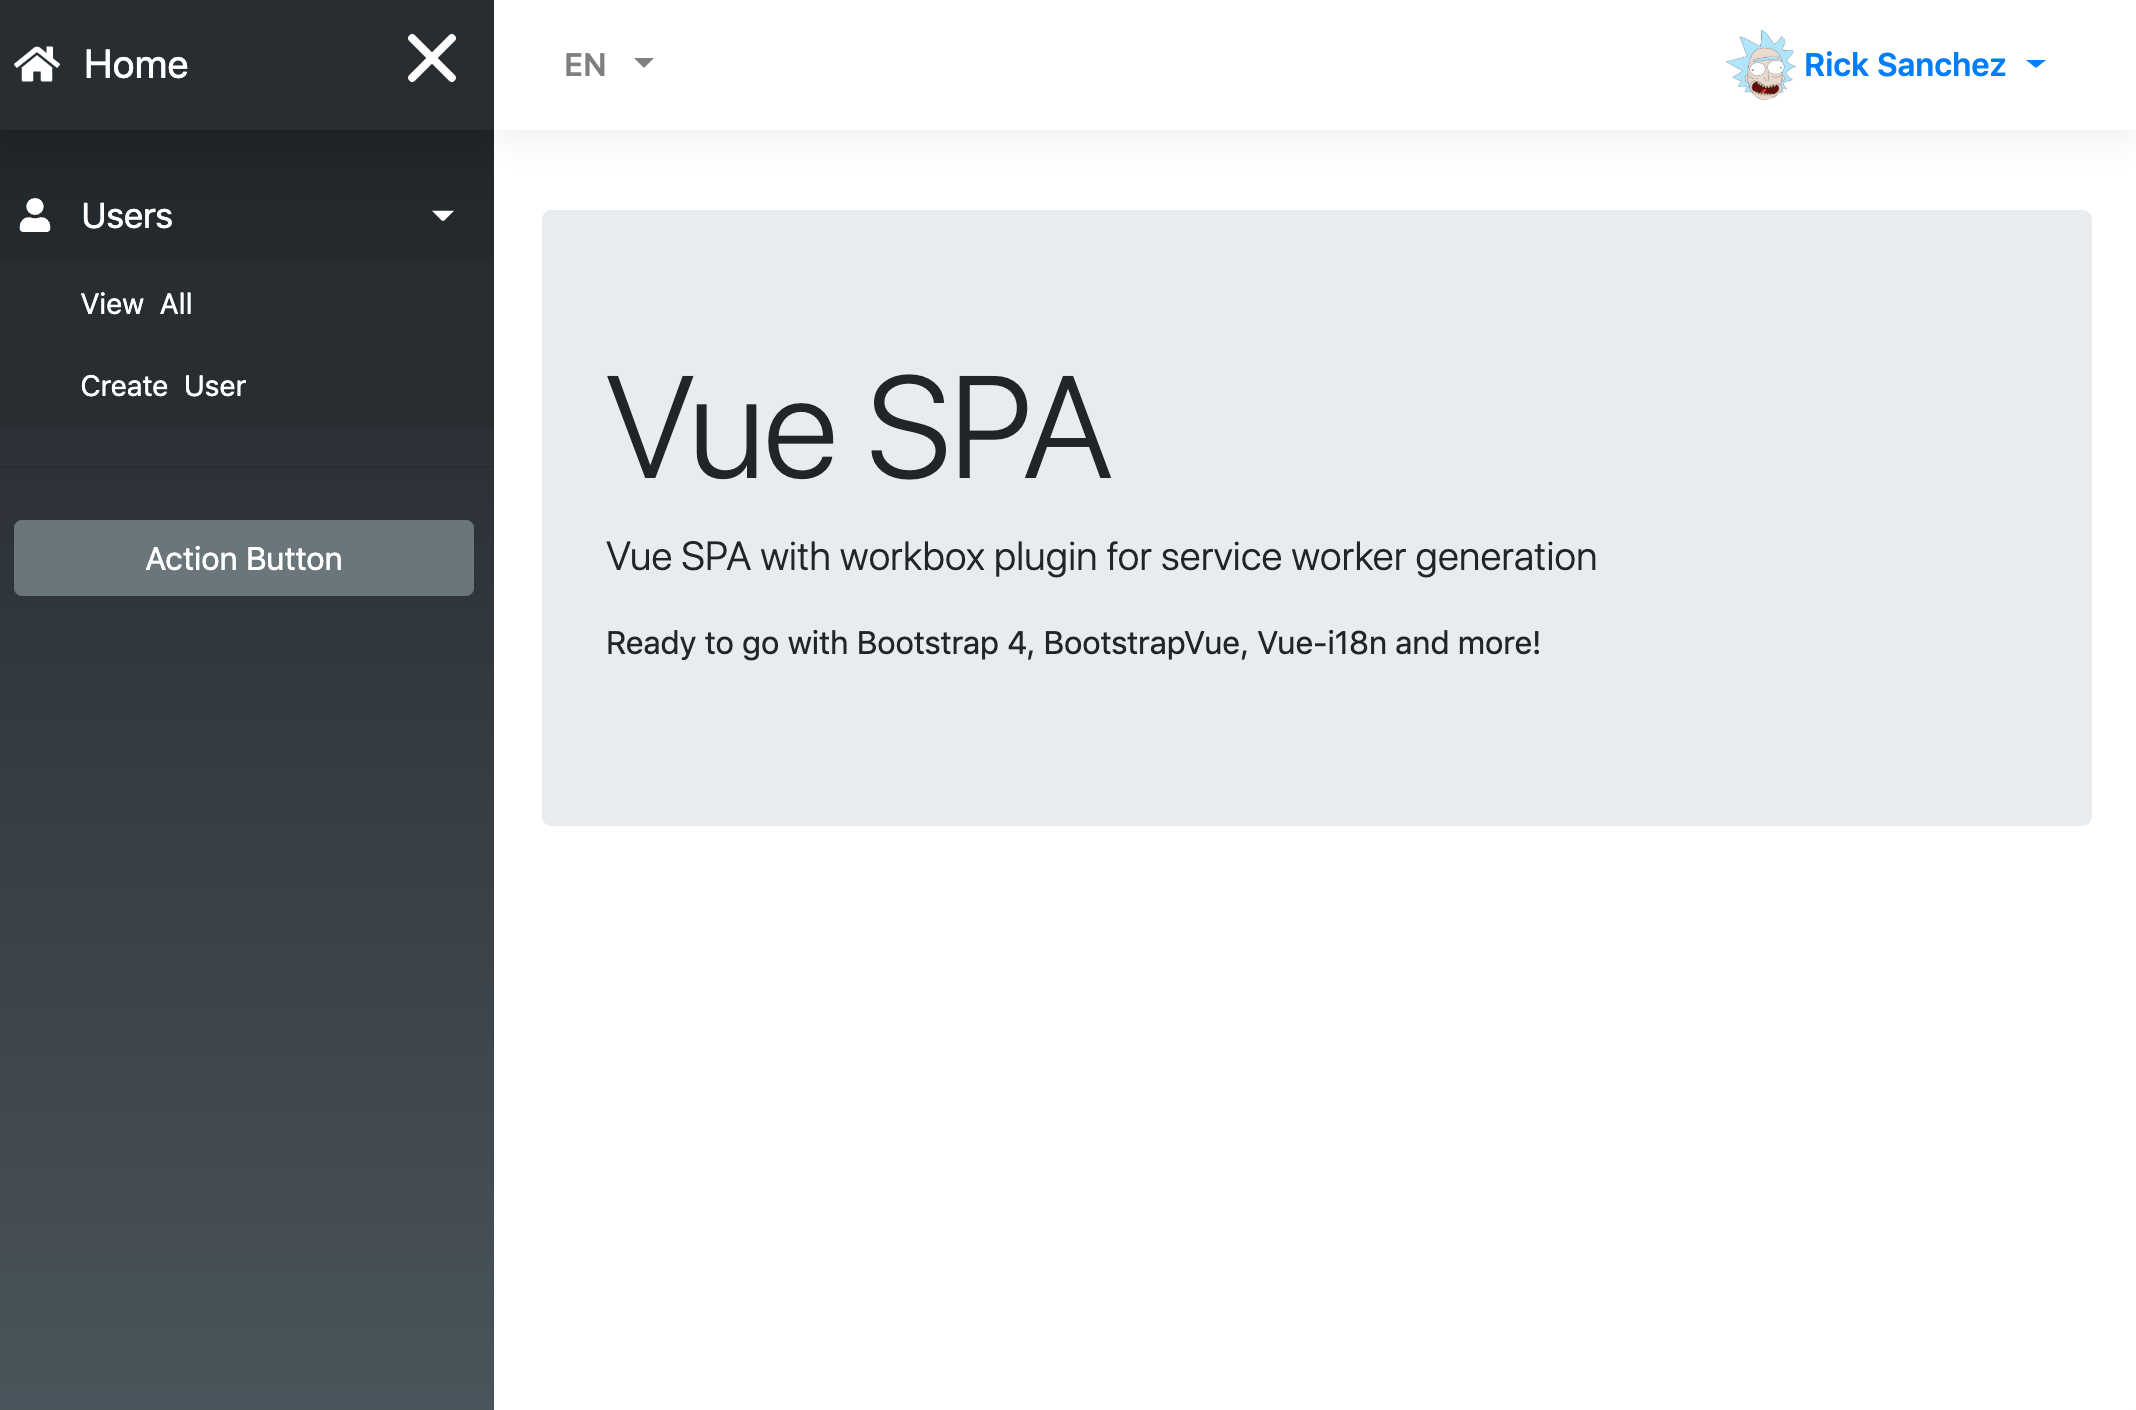 Home
EN
Rick Sanchez
Users
View All
Create User
Action Button
Vue SPA
Vue SPA with workbox plugin for service worker generation
Ready to go with Bootstrap 4, BootstrapVue, Vue-i18n and more!